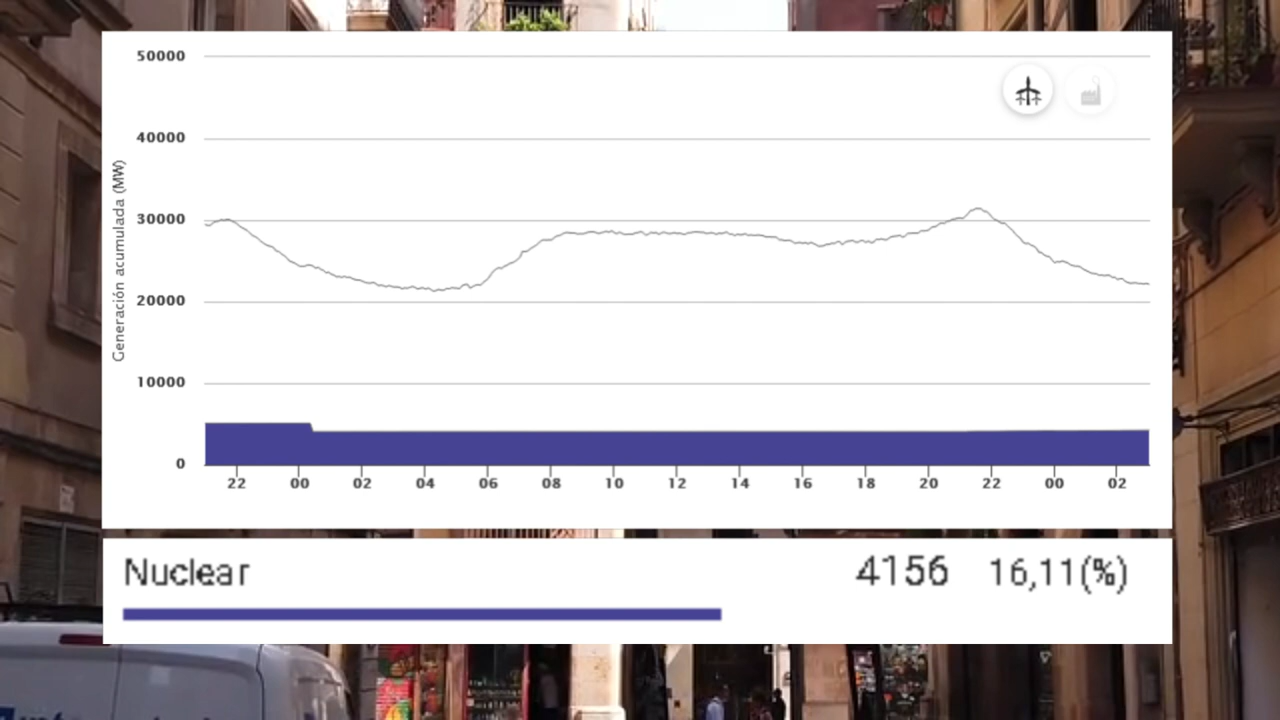 50000
40000
30000
20000
10000
0
Generación acumulada (MW)
22 00 02 04 06 08 10 12 14 16 18 20 22 00 02
Nuclear 4156 16,11(%)